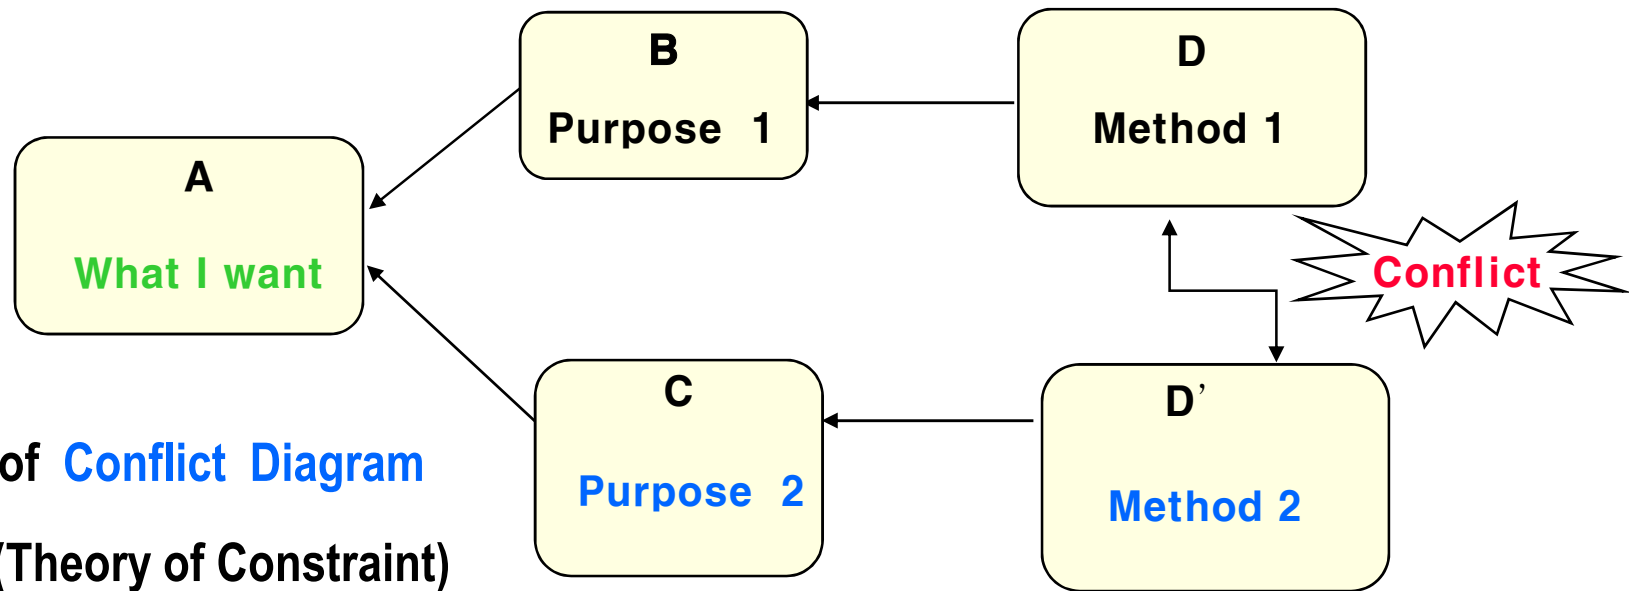 B
Purpose 1
D
Method 1
A
What I want
Conflict
C
Purpose 2
D’
Method 2
of Conflict Diagram
(Theory of Constraint)